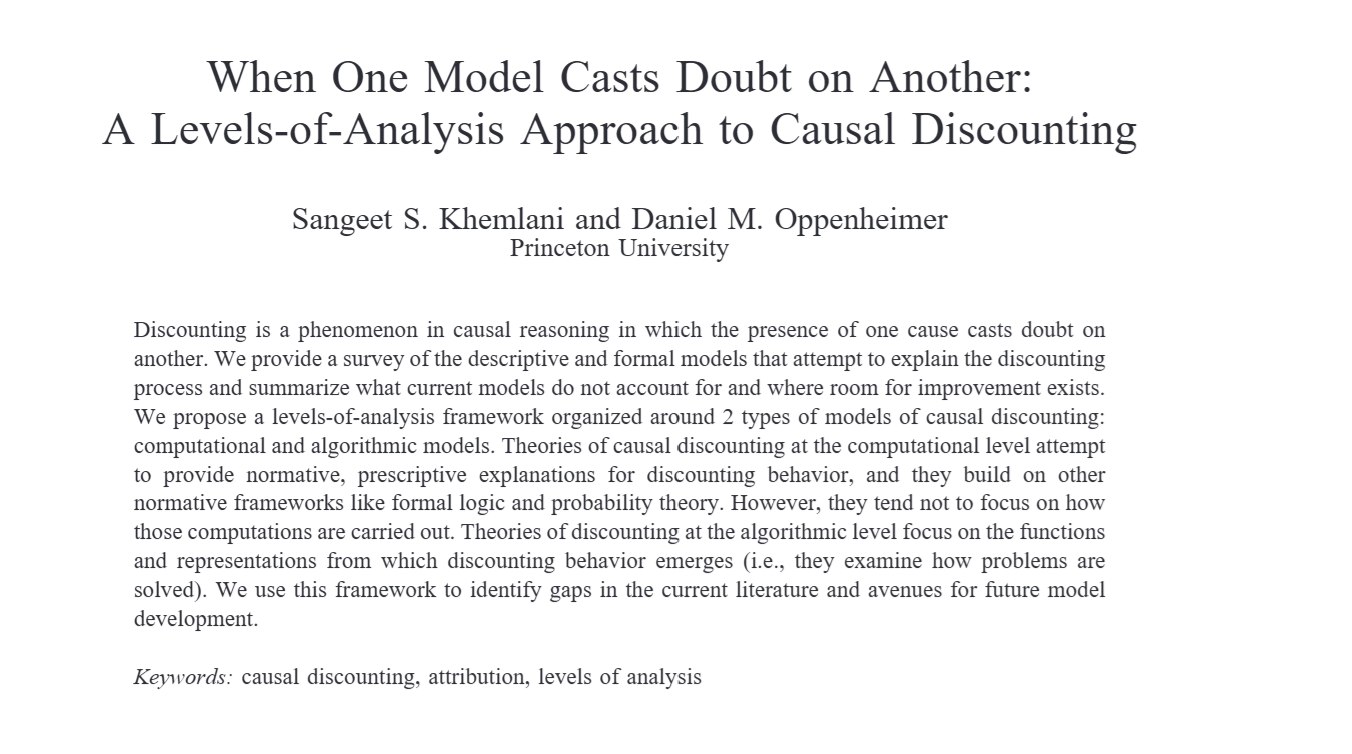 When One Model Casts Doubt on Another:
A Levels-of-Analysis Approach to Causal Discounting
Sangeet S. Khemlani and Daniel M. Oppenheimer
Princeton University
Discounting is a phenomenon in causal reasoning in which the presence of one cause casts doubt on
another. We provide a survey of the descriptive and formal models that attempt to explain the discounting
process and summarize what current models do not account for and where room for improvement exists.
We propose a levels-of-analysis framework organized around 2 types of models of causal discounting:
computational and algorithmic models. Theories of causal discounting at the computational level attempt
to provide normative, prescriptive explanations for discounting behavior, and they build on other
normative frameworks like formal logic and probability theory. However, they tend not to focus on how
those computations are carried out. Theories of discounting at the algorithmic level focus on the functions
and representations from which discounting behavior emerges (i.e., they examine how problems are
solved). We use this framework to identify gaps in the current literature and avenues for future model
development.
Keywords: causal discounting, attribution, levels of analysis